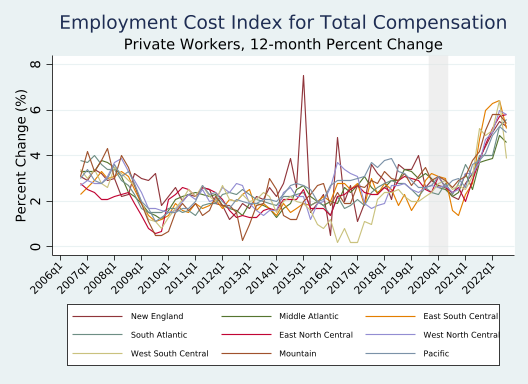 Employment Cost Index for Total Compensation
Private Workers, 12-month Percent Change
Percent Change (%)
8
6
4
2
0
2006q1 2007q1 2008q1 2009q1 2010q1 2011q1 2012q1 2013q1 2014q1 2015q1 2016q1 2017q1 2018q1 2019q1 2020q1 2021q1 2022q1
New England Middle Atlantic East South Central
South Atlantic East North Central West North Central
West South Central Mountain Pacific